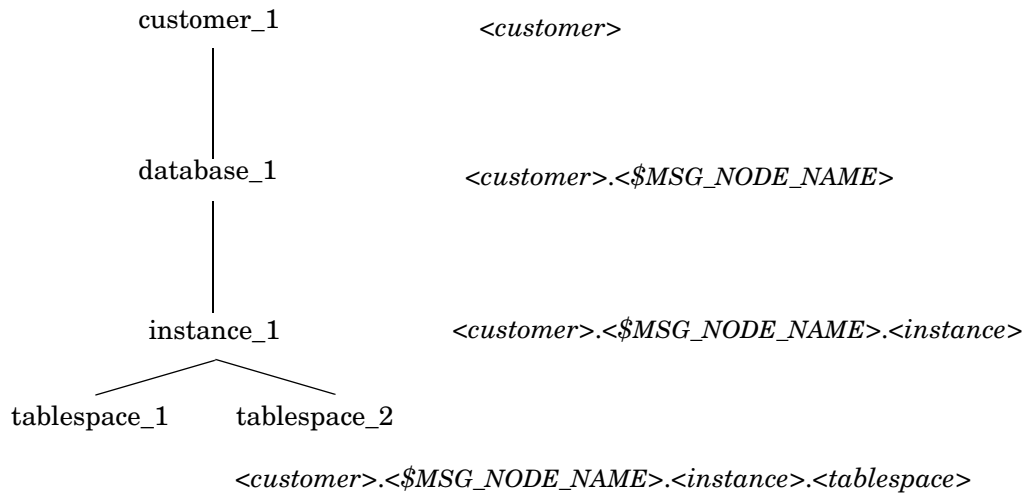 customer_1 <customer>
database_1 <customer>.<$MSG_NODE_NAME>
instance_1 <customer>.<$MSG_NODE_NAME>.<instance>
tablespace_1 tablespace_2
<customer>.<$MSG_NODE_NAME>.<instance>.<tablespace>